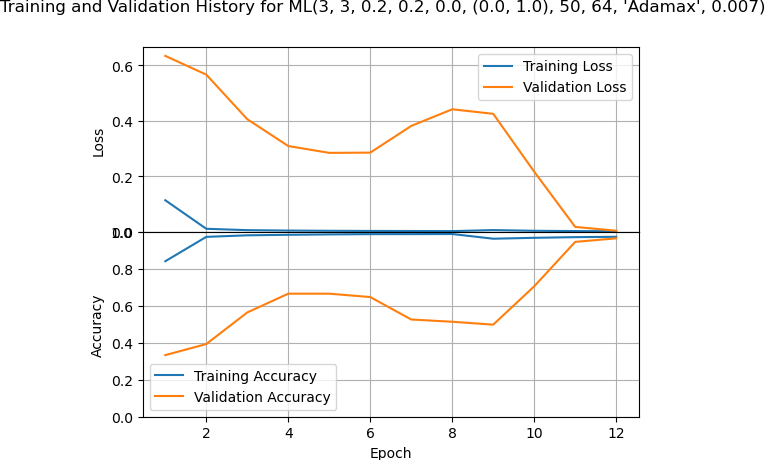 Training and Validation History for ML(3, 3, 0.2, 0.2, 0.0, (0.0, 1.0), 50, 64, 'Adamax', 0.007)
Training Loss
Validation Loss
0.6
0.4
0.2
Loss
1.0
0.8
0.6
0.4
0.2
0.0
Accuracy
Training Accuracy
Validation Accuracy
2 4 6 8 10 12
Epoch